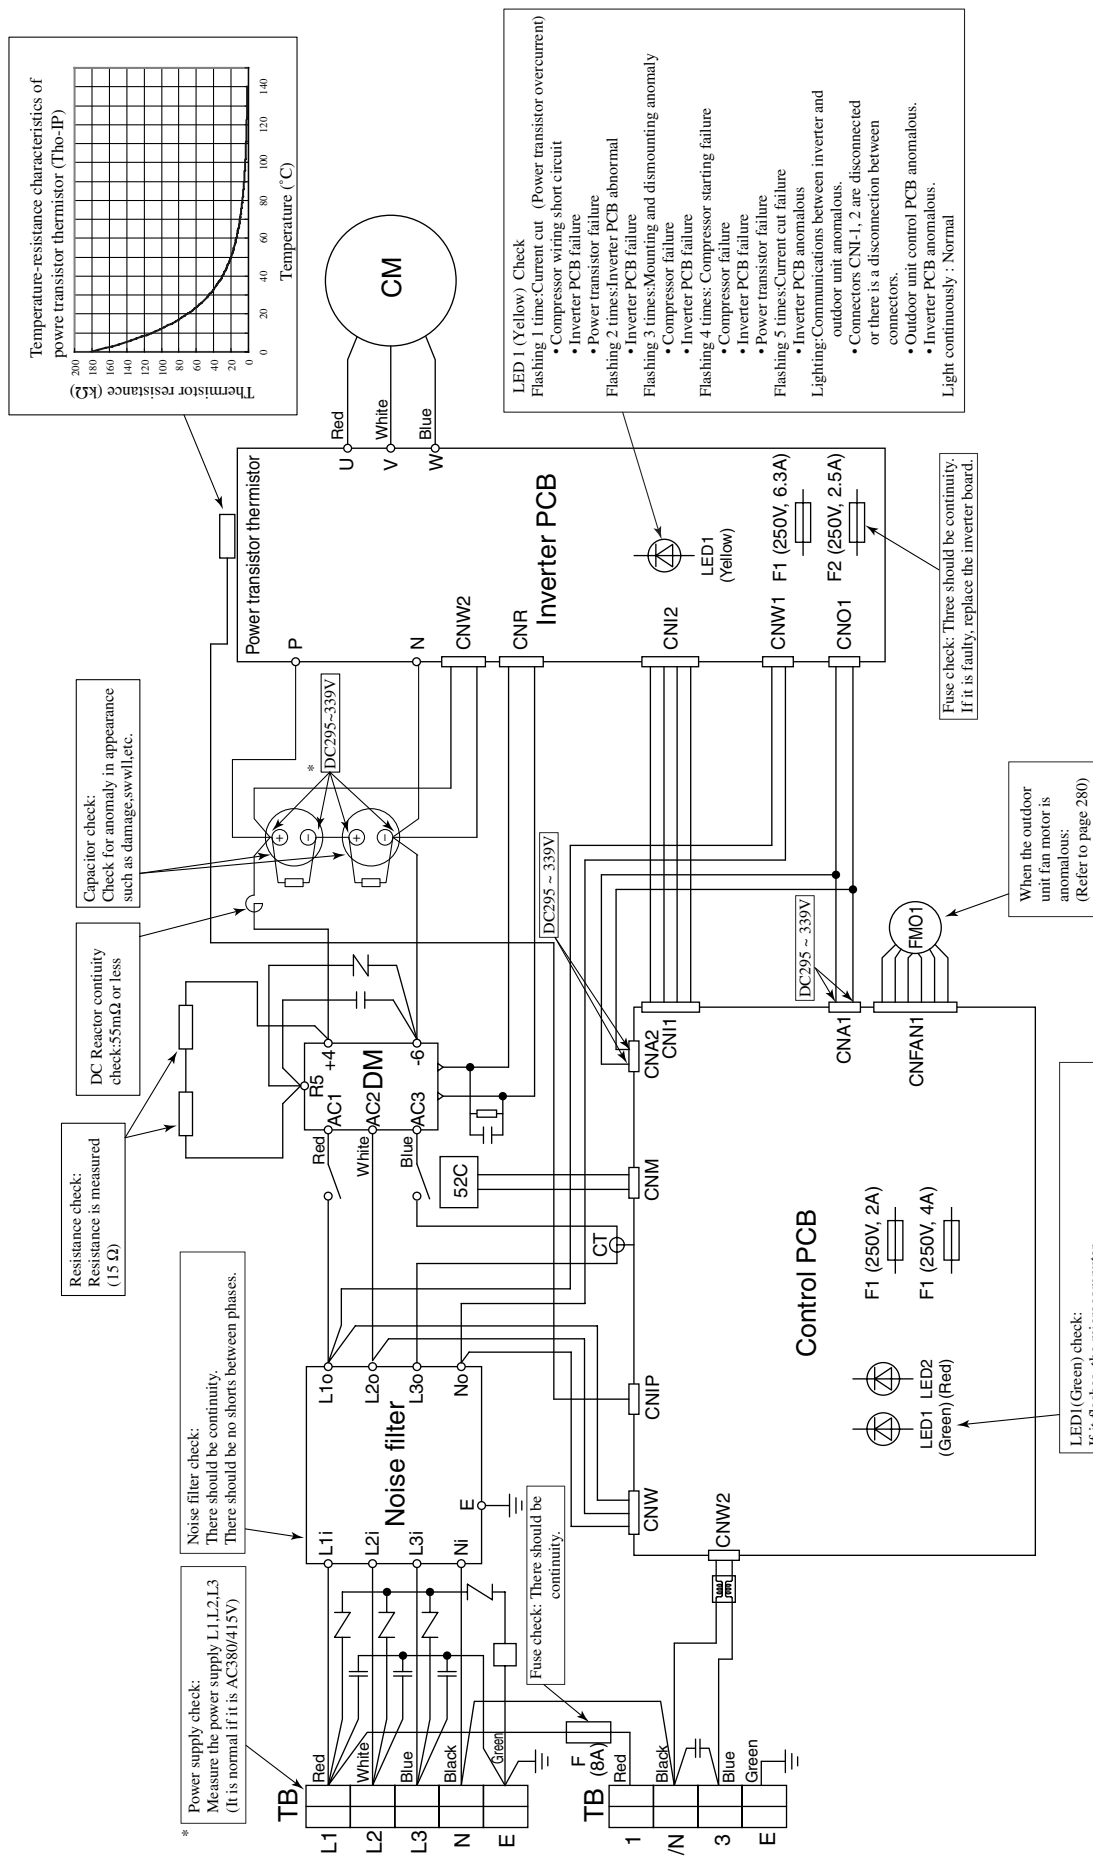 Temperature-resistance characteristics of
powre transistor thermistor (Tho-IP)
Thermistor resistance (kΩ)
200
180
160
140
120
100
80
60
40
20
0
0
20
40
60
80
100
120
140
Temperature (˚C)
* Power supply check:
Measure the power supply L1,L2,L3
(It is normal if it is AC380/415V)
Noise filter check:
There should be continuity.
There should be no shorts between phases.
Resistance check:
Resistance is measured
(15 Ω)
DC Reactor contiuity
check:55mΩ or less
Capacitor check:
Check for anomaly in appearance
such as damage,swwll,etc.
TB
L1
L2
L3
N
E
Red
White
Blue
Black
Green
L1i
L2i
L3i
Ni
Noise filter
E
L1o
L2o
L3o
No
Red
White
Blue
AC1
AC2
AC3
R5
DM
+4
-6
+
−
+
−
* DC295~339V
Power transistor thermistor
P
N
CNW2
CNR
Inverter PCB
CNI2
CNW1
CNO1
LED1
(Yellow)
F1 (250V, 6.3A)
F2 (250V, 2.5A)
U
V
W
Red
White
Blue
CM
LED 1 (Yellow) Check
Flashing 1 time:Current cut (Power transistor overcurrent)
• Compressor wiring short circuit
• Inverter PCB failure
• Power transistor failure
Flashing 2 times:Inverter PCB abnormal
• Inverter PCB failure
Flashing 3 times:Mounting and dismounting anomaly
• Compressor failure
• Inverter PCB failure
Flashing 4 times: Compressor starting failure
• Compressor failure
• Inverter PCB failure
• Power transistor failure
Flashing 5 times:Current cut failure
• Inverter PCB anomalous
Lighting:Communications between inverter and
outdoor unit anomalous.
• Connectors CNI-1, 2 are disconnected
or there is a disconnection between
connectors.
• Outdoor unit control PCB anomalous.
• Inverter PCB anomalous.
Light continuously : Normal
Fuse check: Three should be continuity.
If it is faulty, replace the inverter board.
52C
CT
DC295 ~ 339V
Fuse check: There should be
continuity.
F
(8A)
TB
1
/N
3
E
Red
Black
Blue
Green
CNW2
CNW
CNIP
CNM
CNA2
CNI1
CNA1
CNFAN1
DC295 ~ 339V
FMO1
Control PCB
LED1 LED2
(Green) (Red)
F1 (250V, 2A)
F1 (250V, 4A)
When the outdoor
unit fan motor is
anomalous:
(Refer to page 280)
LED1(Green) check: